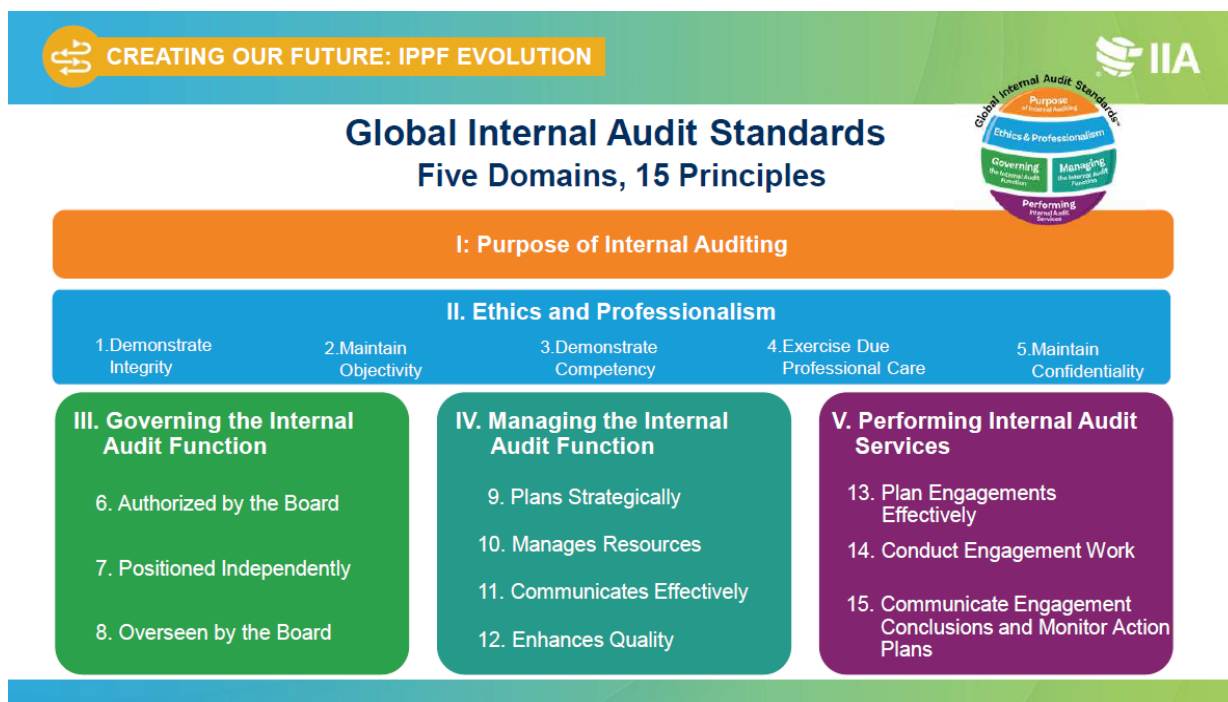 CREATING OUR FUTURE: IPPF EVOLUTION
IIA
Global Internal Audit Standards
Five Domains, 15 Principles
Global Internal Audit Standards™
Purpose
of Internal Auditing
Ethics & Professionalism
Governing
the Internal Audit
Function
Managing
the Internal Audit
Function
Performing
Internal Audit
Services
I: Purpose of Internal Auditing
II. Ethics and Professionalism
1.Demonstrate
Integrity
2.Maintain
Objectivity
3.Demonstrate
Competency
4.Exercise Due
Professional Care
5.Maintain
Confidentiality
III. Governing the Internal
Audit Function
6. Authorized by the Board
7. Positioned Independently
8. Overseen by the Board
IV. Managing the Internal
Audit Function
9. Plans Strategically
10. Manages Resources
11. Communicates Effectively
12. Enhances Quality
V. Performing Internal Audit
Services
13. Plan Engagements
Effectively
14. Conduct Engagement Work
15. Communicate Engagement
Conclusions and Monitor Action
Plans